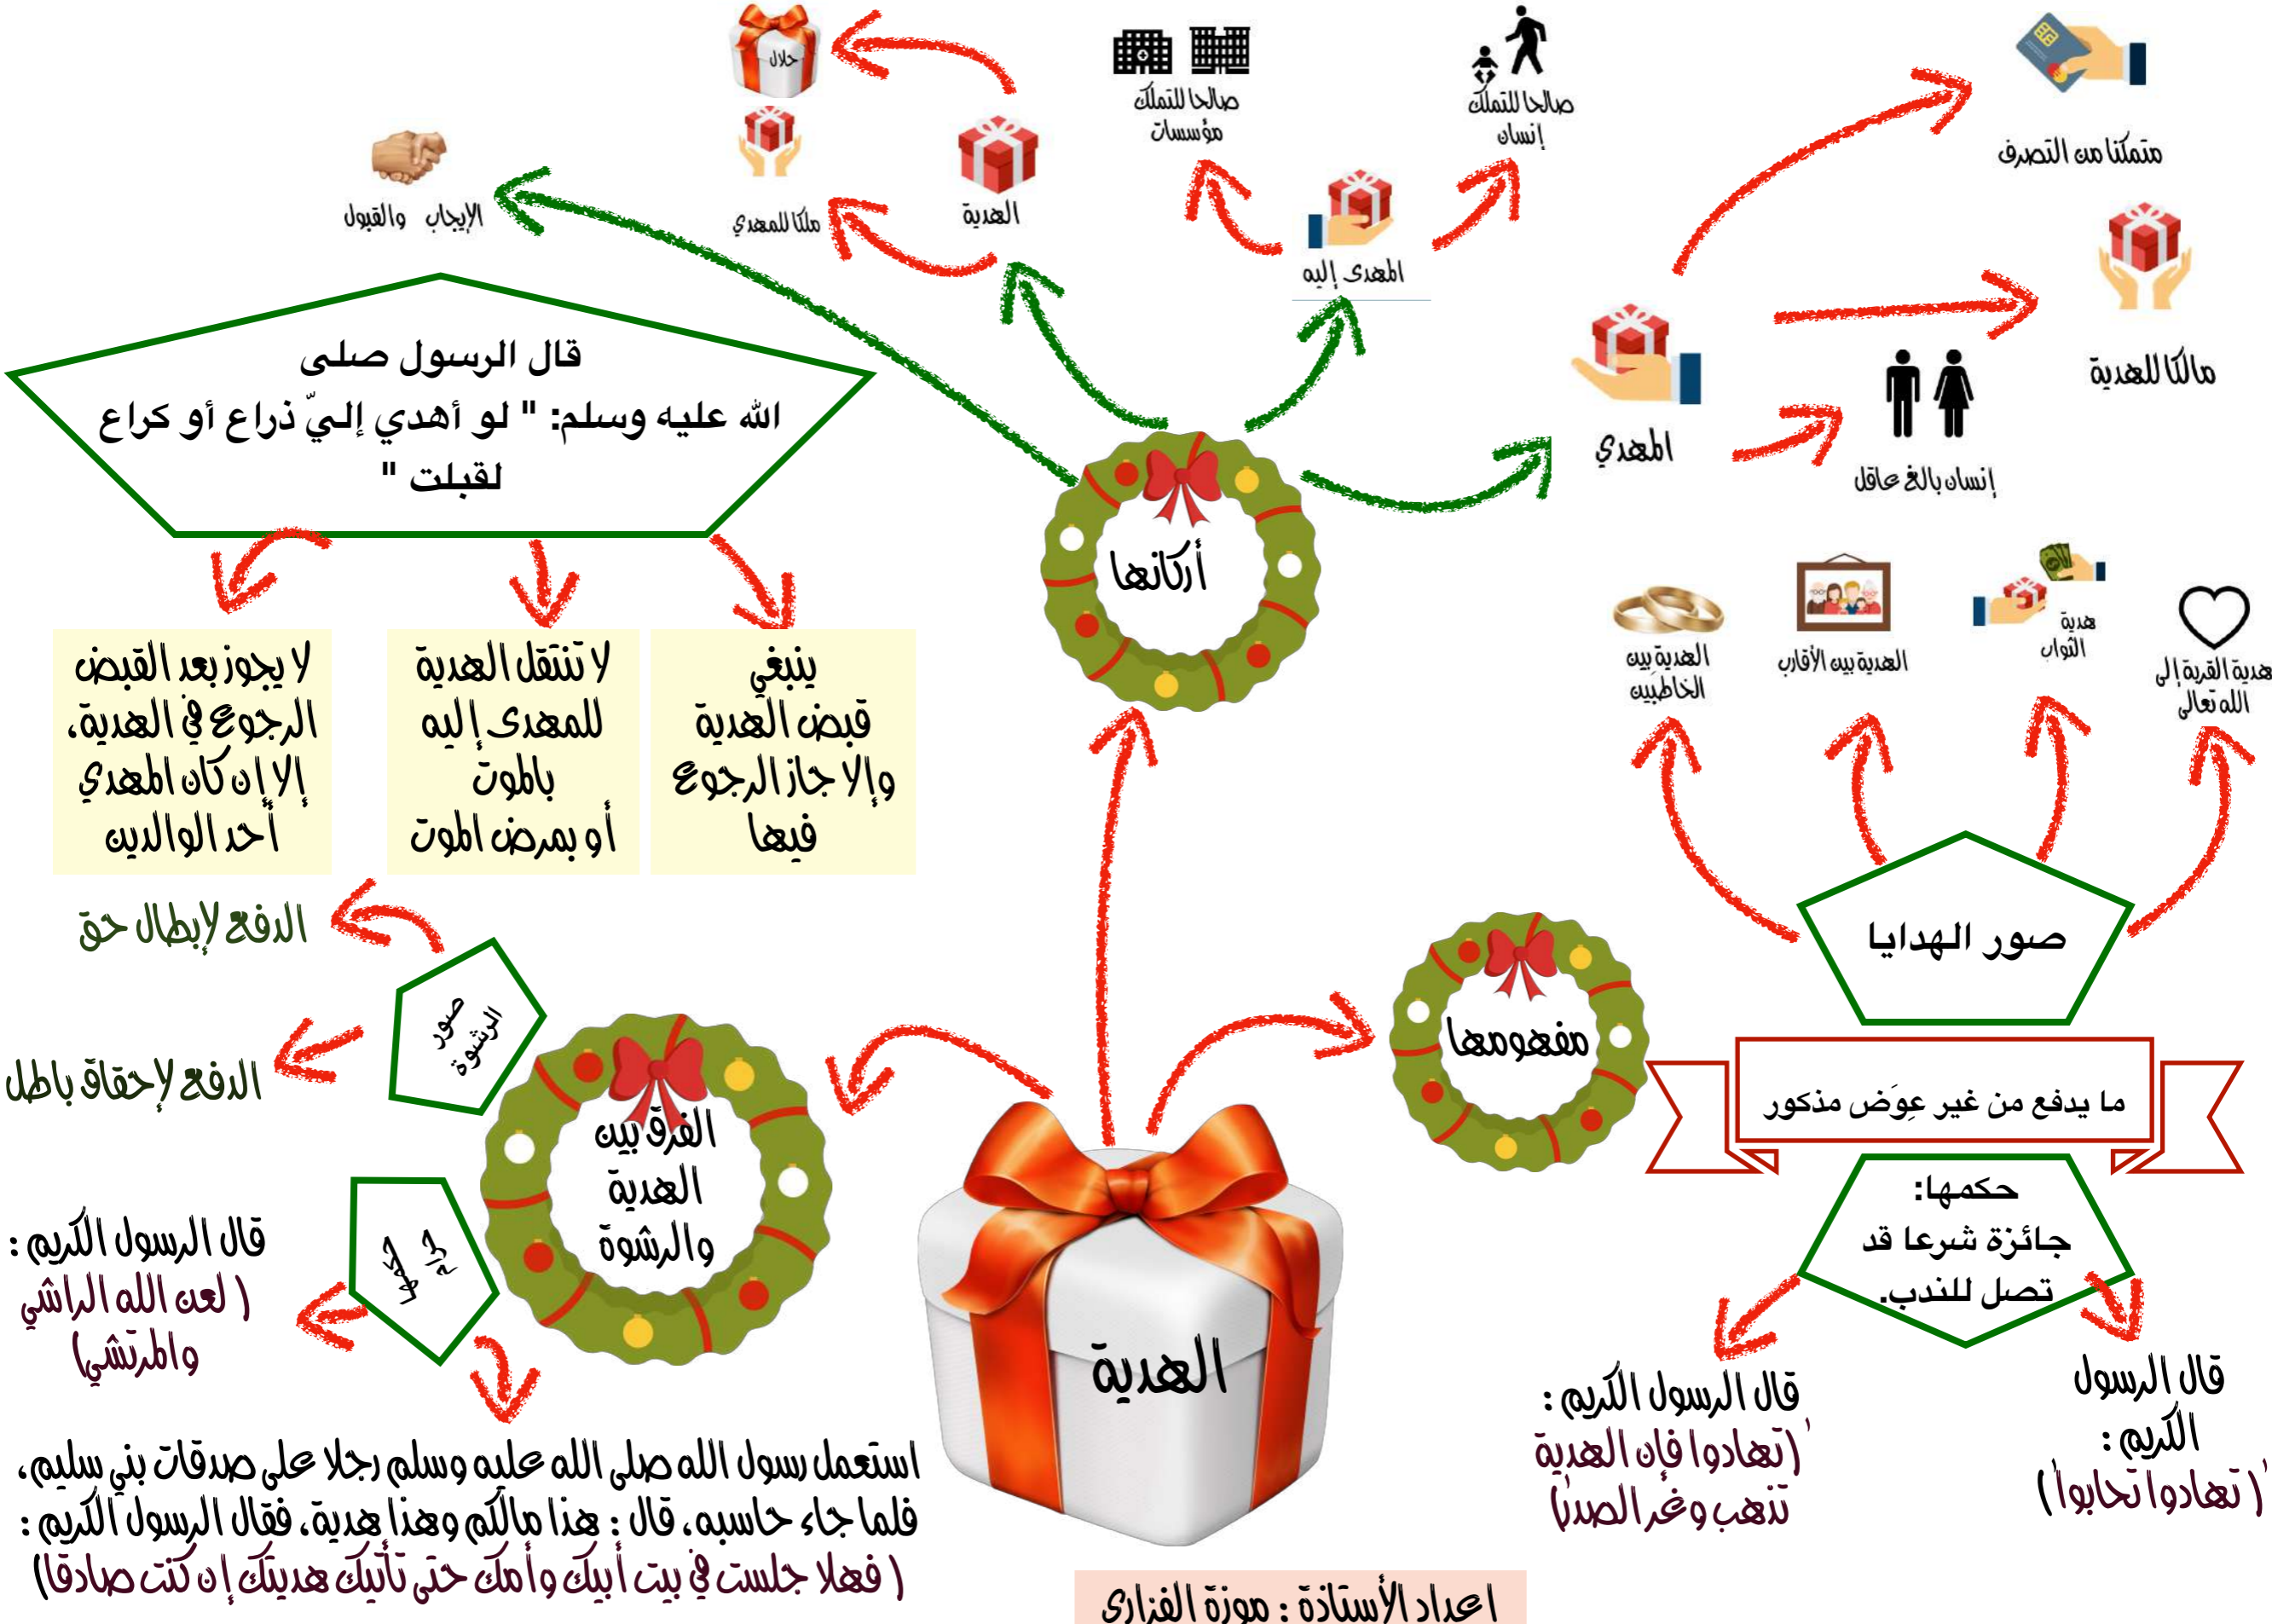 الهدية
مفهومها
ما يدفع من غير عِوَض مذكور
حكمها:
جائزة شرعا قد
تصل للندب.
قال الرسول
الكريم :
( تهادوا تحابوا )
قال الرسول الكريم :
( تهادوا فإن الهدية
تذهب وغر الصدر)
صور الهدايا
هدية القربة إلى
الله تعالى
هدية
الثواب
الهدية بين الأقارب
الهدية بين
الخاطبين
أركانها
المهدي
متمكنا من التصرف
مالكا للهدية
إنسان بالغ عاقل
المهدى إليه
صالحا للتملك
إنسان
صالحا للتملك
مؤسسات
الهدية
حلال
ملكا للمهدي
الإيجاب والقبول
قال الرسول صلى
الله عليه وسلم: " لو أهدي إليّ ذراع أو كراع
لقبلت "
ينبغي
قبض الهدية
وإلا جاز الرجوع
فيها
لا تنتقل الهدية
للمهدى إليه
بالموت
أو بمرض الموت
لا يجوز بعد القبض
الرجوع في الهدية،
إلا إن كان المهدي
أحد الوالدين
الفرق بين
الهدية
والرشوة
صور
الرشوة
الدفع لإبطال حق
الدفع لإحقاق باطل
حكمها
حرام
قال الرسول الكريم :
( لعن الله الراشي
والمرتشي)
استعمل رسول الله صلى الله عليه وسلم رجلا على صدقات بني سليم،
فلما جاء حاسبه، قال : هذا مالكم وهذا هدية، فقال الرسول الكريم :
( فهلا جلست في بيت أبيك وأمك حتى تأتيك هديتك إن كنت صادقا)
اعداد الأستاذة : موزة الفزاري